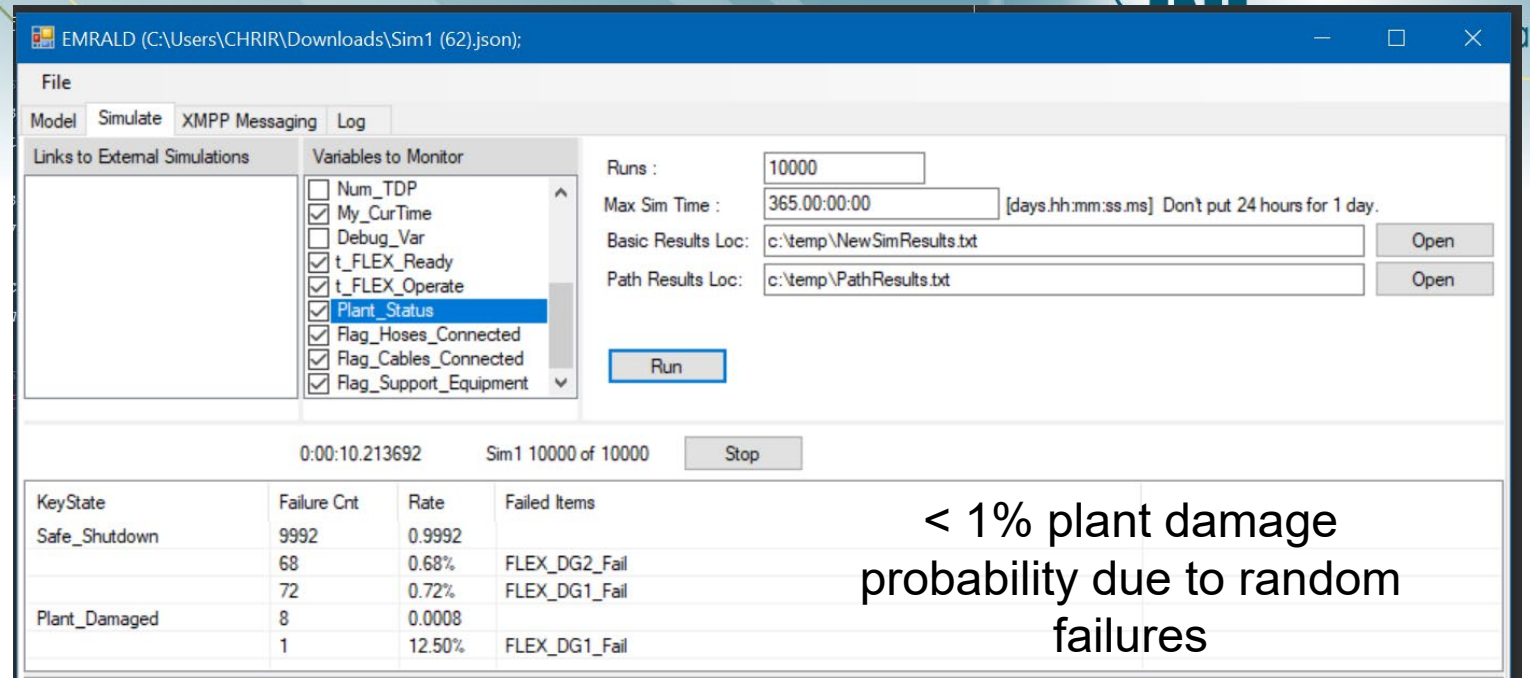 EMRALD (C:\Users\CHRIR\Downloads\Sim1 (62).json);
File
Model Simulate XMPP Messaging Log
Links to External Simulations
Variables to Monitor
Num_TDP
My_CurTime
Debug_Var
t_FLEX_Ready
t_FLEX_Operate
Plant_Status
Flag_Hoses_Connected
Flag_Cables_Connected
Flag_Support_Equipment
Runs : 10000
Max Sim Time : 365.00:00:00 [days.hh:mm:ss.ms] Don't put 24 hours for 1 day.
Basic Results Loc: c:\temp\NewSimResults.txt Open
Path Results Loc: c:\temp\PathResults.txt Open
Run
0:00:10.213692 Sim1 10000 of 10000 Stop
KeyState Failure Cnt Rate Failed Items
Safe_Shutdown 9992 0.9992
68 0.68% FLEX_DG2_Fail
72 0.72% FLEX_DG1_Fail
Plant_Damaged 8 0.0008
1 12.50% FLEX_DG1_Fail
< 1% plant damage
probability due to random
failures